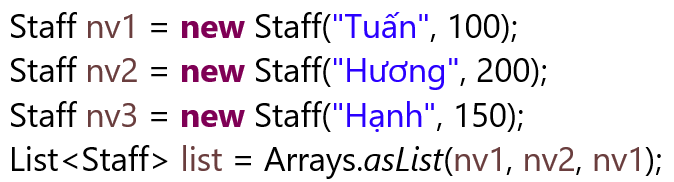 Staff nv1 = new Staff("Tuấn", 100);
Staff nv2 = new Staff("Hương", 200);
Staff nv3 = new Staff("Hạnh", 150);
List<Staff> list = Arrays.asList(nv1, nv2, nv1);